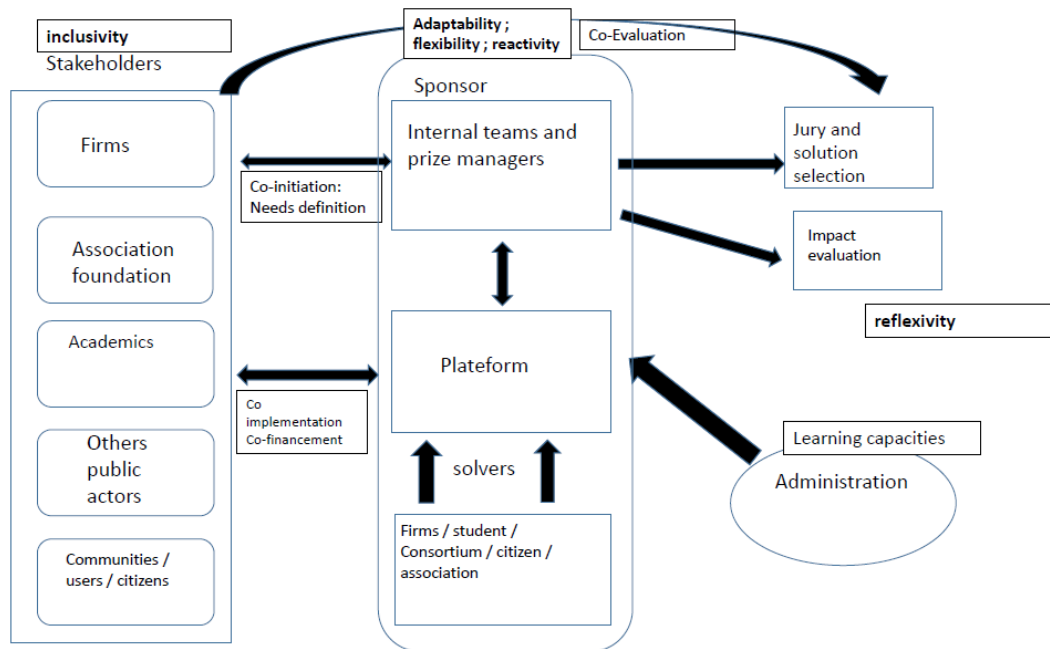 inclusivity
Stakeholders
Firms
Association
foundation
Academics
Others
public
actors
Communities /
users / citizens
Adaptability ;
flexibility ; reactivity
Co-Evaluation
Sponsor
Internal teams and
prize managers
Co-initiation:
Needs definition
Plateform
Co
implementation
Co-financement
solvers
Firms / student /
Consortium / citizen /
association
Jury and
solution
selection
Impact
evaluation
reflexivity
Learning capacities
Administration